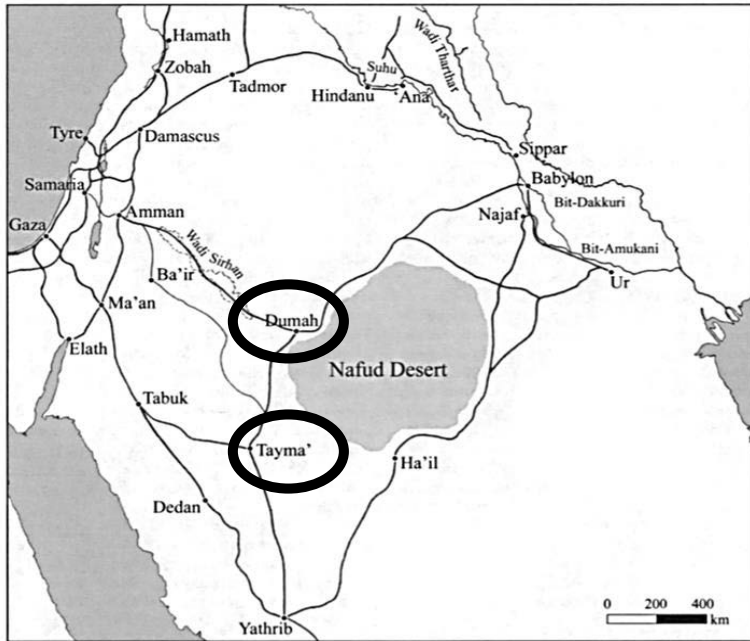 Hamath
Zobah
Tadmor
Suhu
Hindanu
Ana
Wadi Tharthar
Tyre
Damascus
Sippar
Samaria
Babylon
Bit-Dakkuri
Gaza
Amman
Najaf
Wadi Sirhan
Bit-Amukani
Ba'ir
Ur
Ma'an
Dumah
Elath
Nafud Desert
Tabuk
Tayma'
Ha'il
Dedan
Yathrib
0 200 400
km